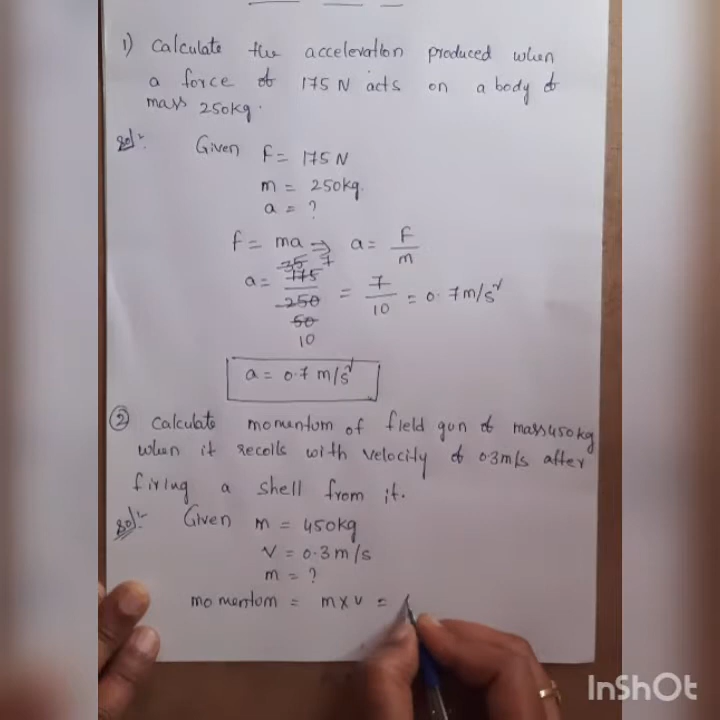 1) Calculate the acceleration produced when
a force of 175 N acts on a body of
mass 250kg.
Sol:- Given F = 175 N
m = 250kg.
a = ?
F = ma ⇒ a = F/m
35 7
a = 175/250 = 7/10 = 0.7m/s²
50
10
a = 0.7 m/s²
② Calculate momentum of field gun of mass 450kg
when it recoils with velocity of 0.3m/s after
firing a shell from it.
Sol:- Given m = 450kg
V = 0.3 m/s
m = ?
momentum = m×v =
InShOt